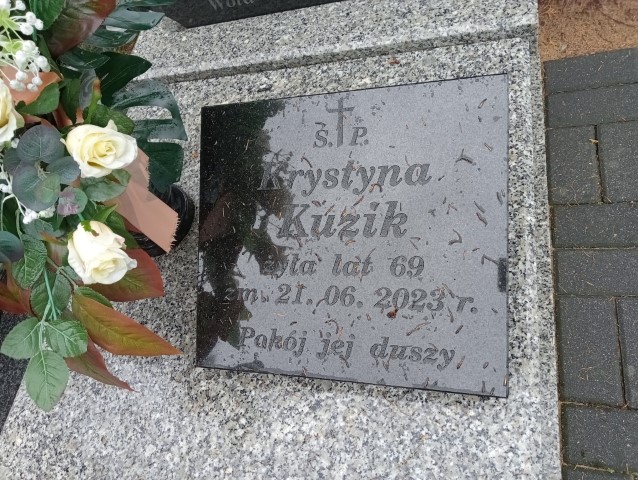 Ś. P.
Krystyna
Kuzik
żyła lat 69
zm. 21. 06. 2023 r.
Pokój jej duszy